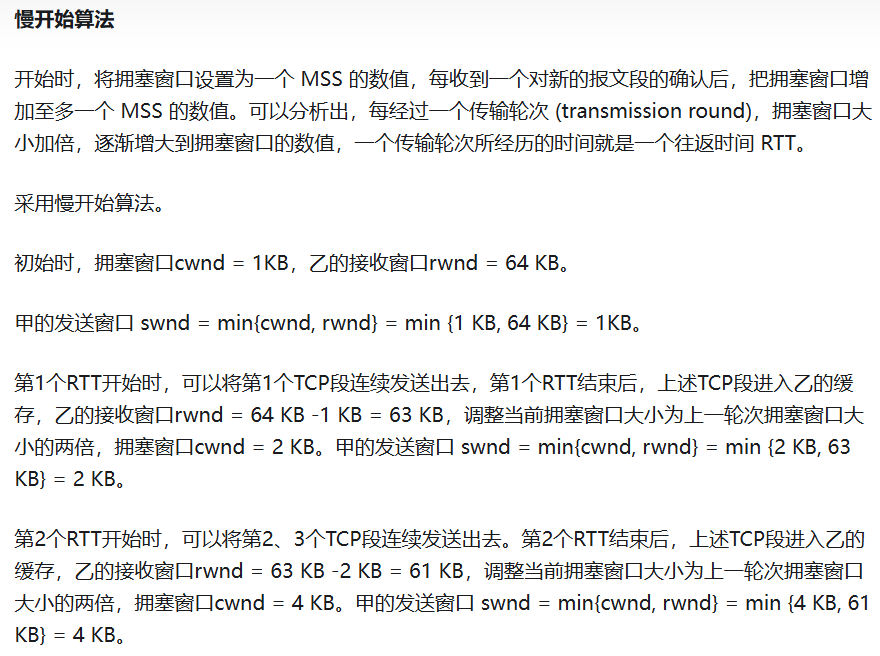 慢开始算法
开始时，将拥塞窗口设置为一个 MSS 的数值，每收到一个对新的报文段的确认后，把拥塞窗口增
加至多一个 MSS 的数值。可以分析出，每经过一个传输轮次 (transmission round)，拥塞窗口大
小加倍，逐渐增大到拥塞窗口的数值，一个传输轮次所经历的时间就是一个往返时间 RTT。
采用慢开始算法。
初始时，拥塞窗口cwnd = 1KB，乙的接收窗口rwnd = 64 KB。
甲的发送窗口 swnd = min{cwnd, rwnd} = min {1 KB, 64 KB} = 1KB。
第1个RTT开始时，可以将第1个TCP段连续发送出去，第1个RTT结束后，上述TCP段进入乙的缓
存，乙的接收窗口rwnd = 64 KB -1 KB = 63 KB，调整当前拥塞窗口大小为上一轮次拥塞窗口大
小的两倍，拥塞窗口cwnd = 2 KB。甲的发送窗口 swnd = min{cwnd, rwnd} = min {2 KB, 63
KB} = 2 KB。
第2个RTT开始时，可以将第2、3个TCP段连续发送出去。第2个RTT结束后，上述TCP段进入乙的
缓存，乙的接收窗口rwnd = 63 KB -2 KB = 61 KB，调整当前拥塞窗口大小为上一轮次拥塞窗口
大小的两倍，拥塞窗口cwnd = 4 KB。甲的发送窗口 swnd = min{cwnd, rwnd} = min {4 KB, 61
KB} = 4 KB。